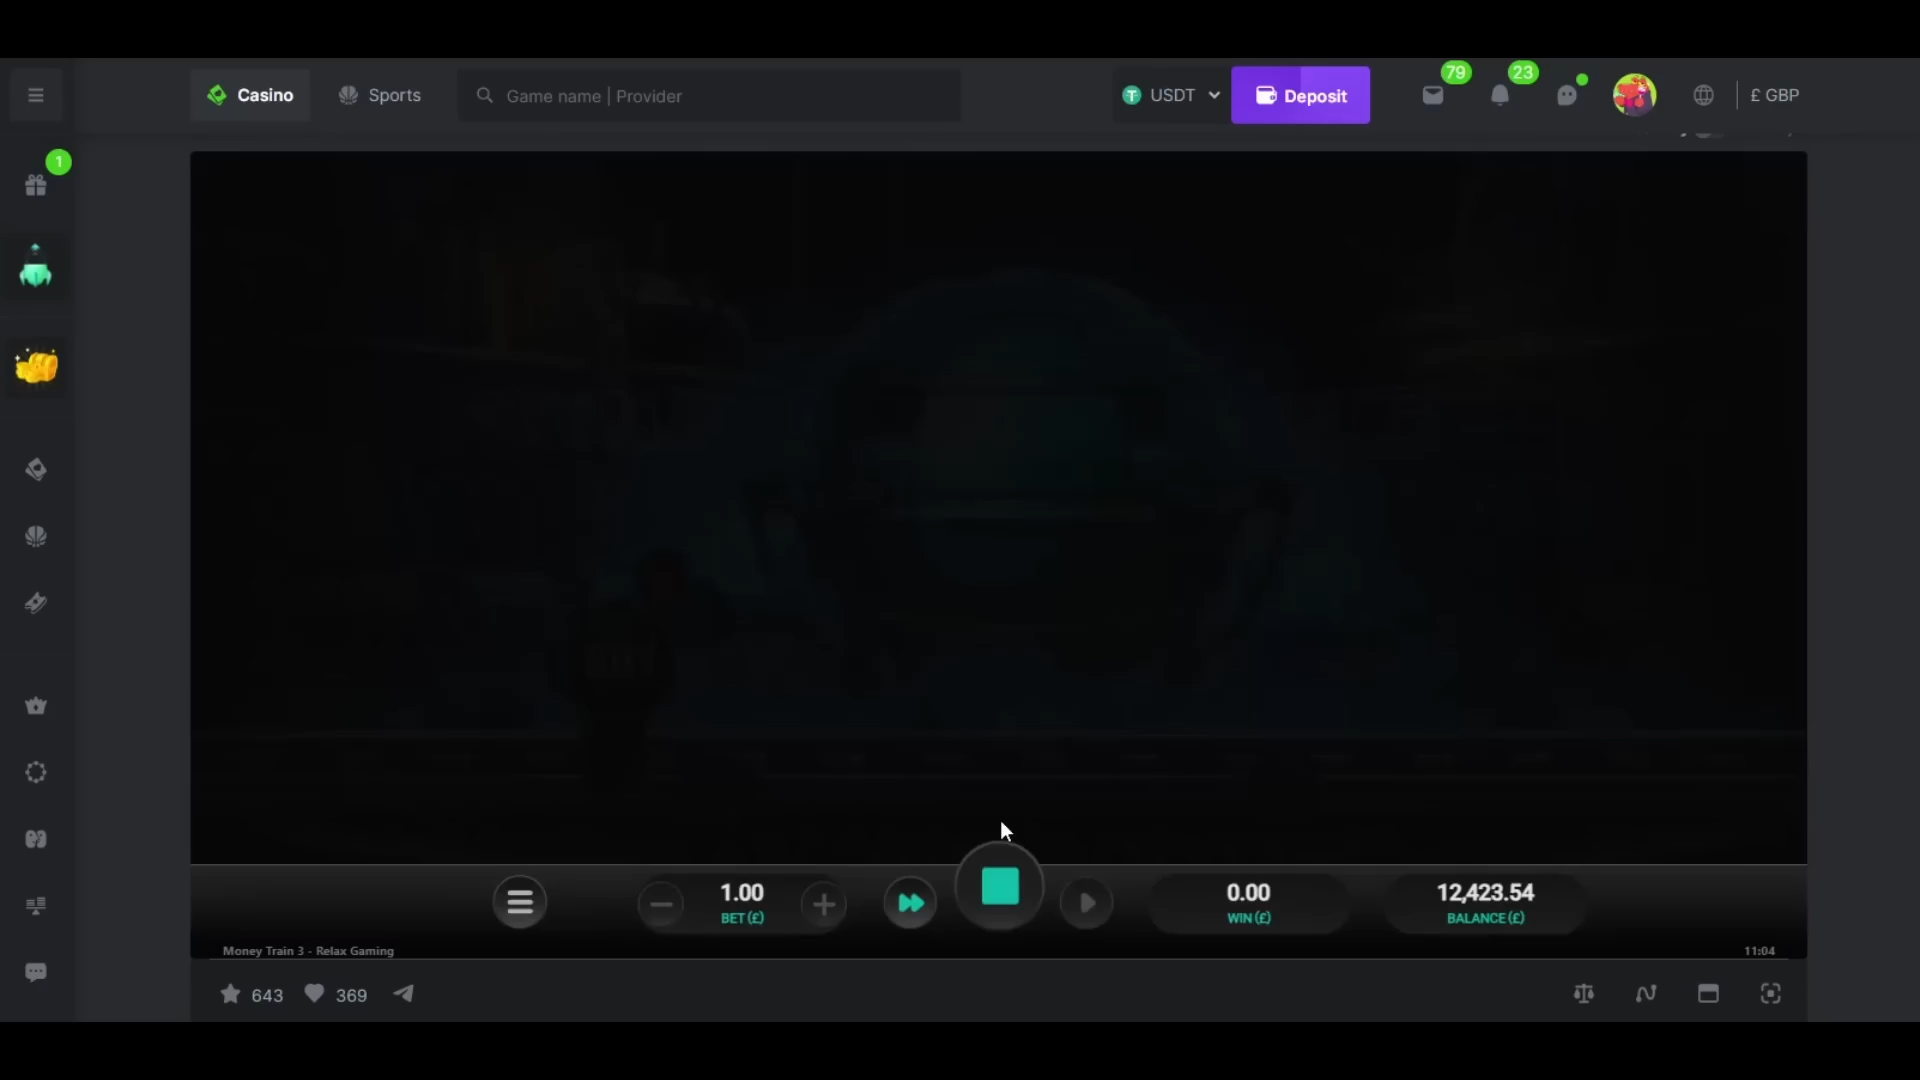 Casino
Sports
Game name | Provider
USDT
Deposit
79
23
£ GBP
1
1.00
BET (£)
0.00
WIN (£)
12,423.54
BALANCE (£)
Money Train 3 - Relax Gaming
11:04
643
369